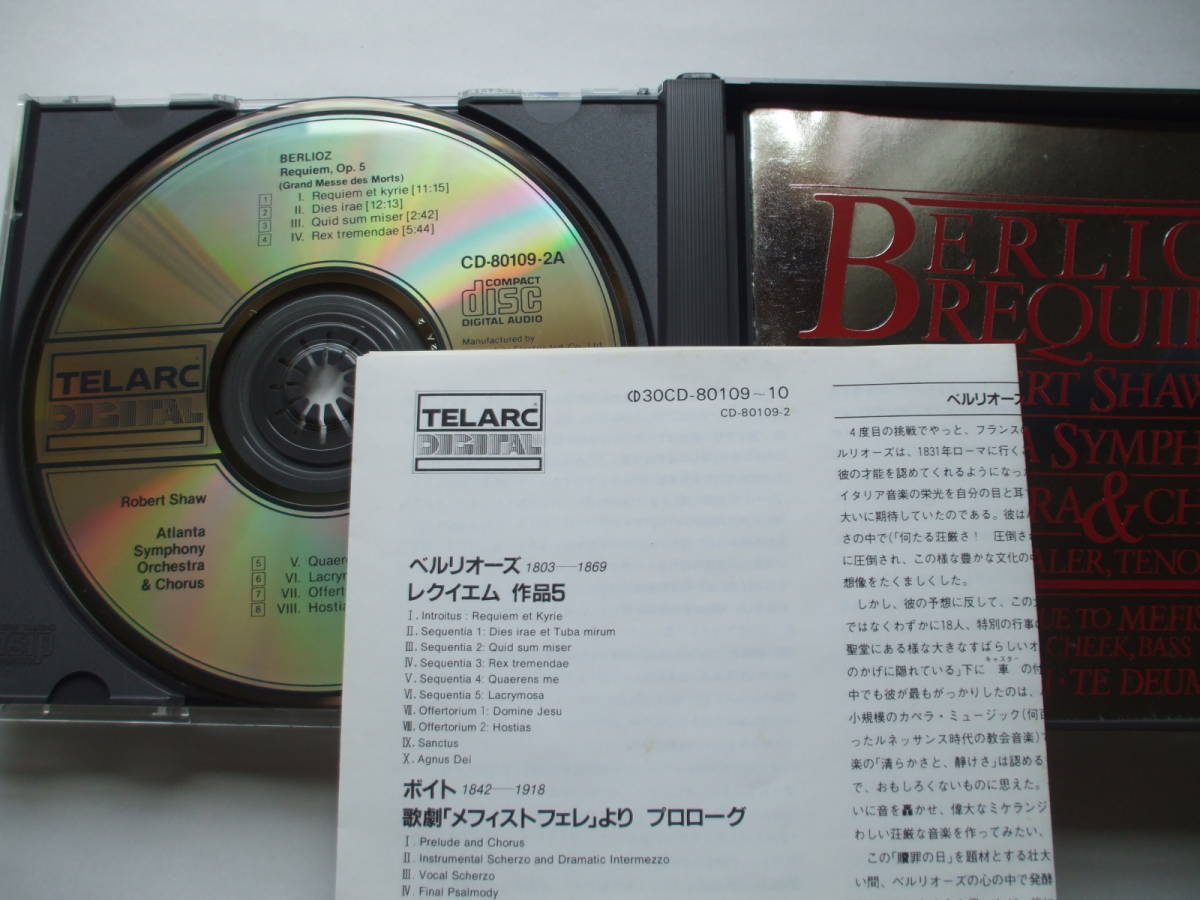 BERLIOZ
Requiem, Op. 5
(Grand Messe des Morts)
1 I. Requiem et kyrie [11:15]
2 II. Dies irae [12:13]
3 III. Quid sum miser [2:42]
4 IV. Rex tremendae [5:44]
CD-80109-2A
COMPACT
disc
DIGITAL AUDIO
Manufactured by
TELARC
DIGITAL
Robert Shaw
Atlanta
Symphony
Orchestra
& Chorus
5 V. Quaere
6 VI. Lacry
7 VII. Offert
8 VIII. Hostia
TELARC
DIGITAL
Φ30CD-80109～10
CD-80109-2
ベルリオーズ 1803—1869
レクイエム 作品5
Ⅰ. Introitus : Requiem et Kyrie
Ⅱ. Sequentia 1: Dies irae et Tuba mirum
Ⅲ. Sequentia 2: Quid sum miser
Ⅳ. Sequentia 3: Rex tremendae
Ⅴ. Sequentia 4: Quaerens me
Ⅵ. Sequentia 5: Lacrymosa
Ⅶ. Offertorium 1: Domine Jesu
Ⅷ. Offertorium 2: Hostias
Ⅸ. Sanctus
Ⅹ. Agnus Dei
ボイト 1842—1918
歌劇「メフィストフェレ」より プロローグ
Ⅰ. Prelude and Chorus
Ⅱ. Instrumental Scherzo and Dramatic Intermezzo
Ⅲ. Vocal Scherzo
Ⅳ. Final Psalmody
ベルリオーズ
4度目の挑戦でやっと、フランスの
ルリオーズは、1831年ローマに行く
彼の才能を認めてくれるようになった
イタリア音楽の栄光を自分の目と耳で
大いに期待していたのである。彼は
さの中で(「何たる荘厳さ! 圧倒さ
に圧倒され、この様な豊かな文化の中
想像をたくましくした。
しかし、彼の予想に反して、この
ではなくわずかに18人、特別の行事の
聖堂にある様な大きなすばらしいオ
のかげに隠れている」下に車の付
キャスター
中でも彼が最もがっかりしたのは、
小規模のカペラ・ミュージック(何百
ったルネッサンス時代の教会音楽)で
楽の「清らかさと、静けさ」は認める
で、おもしろくないものに思えた。
いに音を轟かせ、偉大なミケランジ
わしい荘厳な音楽を作ってみたい、
この「贖罪の日」を題材とする壮大
い間、ベルリオーズの心の中で発酵
BERLIO
REQUIE
ERT SHAW
A SYMPH
RA & CH
ALER, TENO
UE TO MEFIS
CHEEK, BASS
· TE DEUM